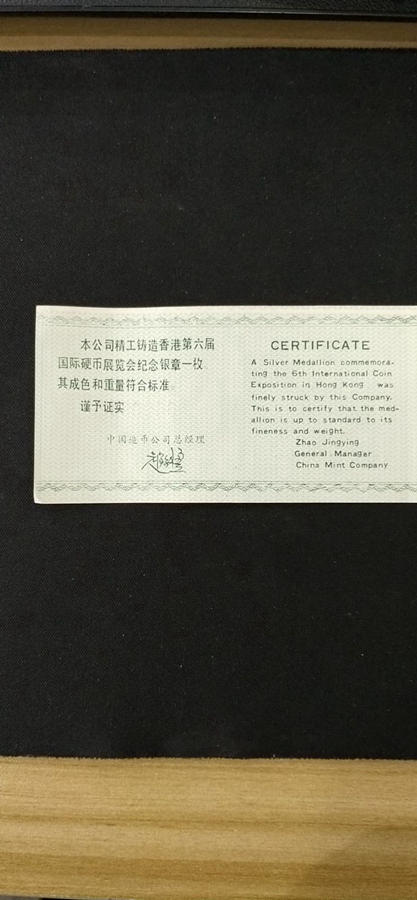 本公司精工铸造香港第六届
国际硬币展览会纪念银章一枚
其成色和重量符合标准。
谨予证实
中国造币公司总经理
CERTIFICATE
A Silver Medallion commemora-
ting the 6th International Coin
Exposition in Hong Kong was
finely struck by this Company.
This is to certify that the med-
allion is up to standard to its
fineness and weight.
Zhao Jingying
General Manager
China Mint Company